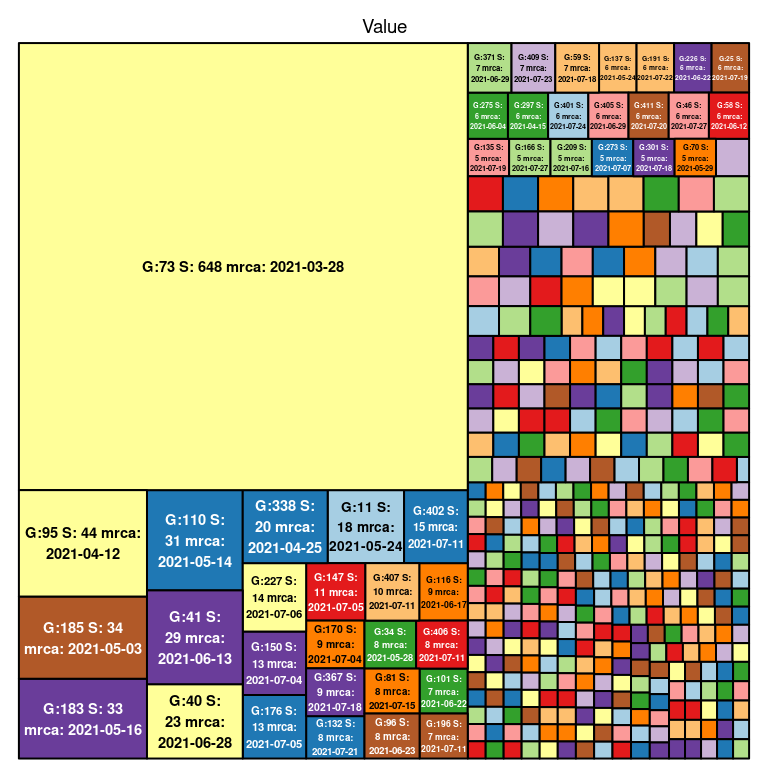 Value
G:73 S: 648 mrca: 2021-03-28
G:95 S: 44 mrca:
2021-04-12
G:185 S: 34
mrca: 2021-05-03
G:183 S: 33
mrca: 2021-05-16
G:110 S:
31 mrca:
2021-05-14
G:41 S:
29 mrca:
2021-06-13
G:40 S:
23 mrca:
2021-06-28
G:338 S:
20 mrca:
2021-04-25
G:11 S:
18 mrca:
2021-05-24
G:402 S:
15 mrca:
2021-07-11
G:227 S:
14 mrca:
2021-07-06
G:150 S:
13 mrca:
2021-07-04
G:176 S:
13 mrca:
2021-07-05
G:147 S:
11 mrca:
2021-07-05
G:407 S:
10 mrca:
2021-07-11
G:116 S:
9 mrca:
2021-06-17
G:170 S:
9 mrca:
2021-07-04
G:367 S:
9 mrca:
2021-07-18
G:132 S:
8 mrca:
2021-07-21
G:34 S:
8 mrca:
2021-05-28
G:406 S:
8 mrca:
2021-07-11
G:81 S:
8 mrca:
2021-07-15
G:96 S:
8 mrca:
2021-06-23
G:101 S:
7 mrca:
2021-06-22
G:196 S:
7 mrca:
2021-07-11
G:371 S:
7 mrca:
2021-06-29
G:409 S:
7 mrca:
2021-07-23
G:59 S:
7 mrca:
2021-07-18
G:137 S:
6 mrca:
2021-05-24
G:191 S:
6 mrca:
2021-07-22
G:226 S:
6 mrca:
2021-06-22
G:25 S:
6 mrca:
2021-07-19
G:275 S:
6 mrca:
2021-06-04
G:297 S:
6 mrca:
2021-04-15
G:401 S:
6 mrca:
2021-07-24
G:405 S:
6 mrca:
2021-06-29
G:411 S:
6 mrca:
2021-07-20
G:46 S:
6 mrca:
2021-07-27
G:58 S:
6 mrca:
2021-06-12
G:135 S:
5 mrca:
2021-07-19
G:166 S:
5 mrca:
2021-07-27
G:209 S:
5 mrca:
2021-07-16
G:273 S:
5 mrca:
2021-07-07
G:301 S:
5 mrca:
2021-07-18
G:70 S:
5 mrca:
2021-05-29